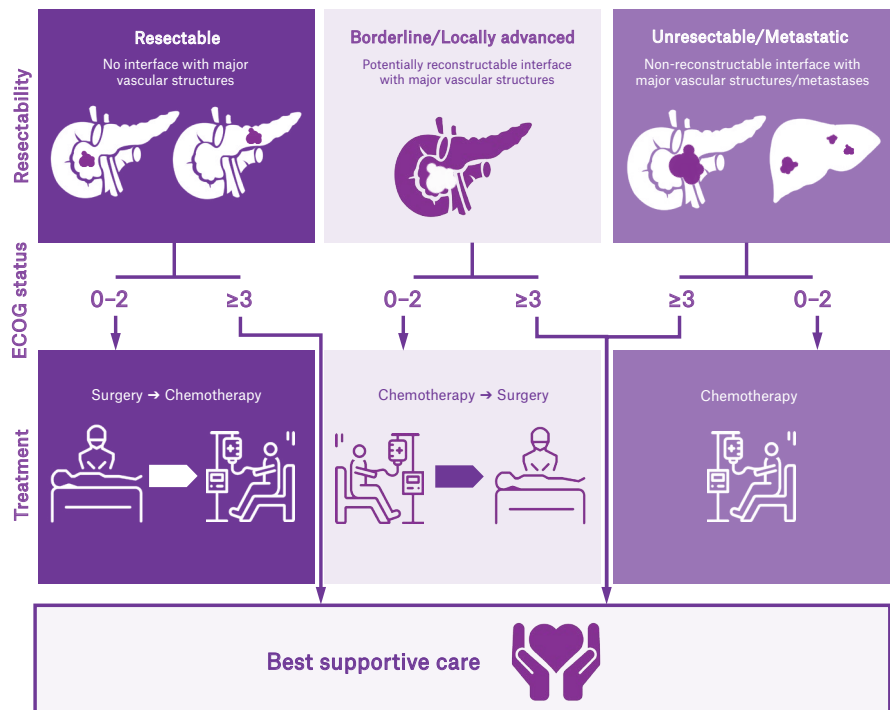 Resectability
Resectable
No interface with major
vascular structures
Borderline/Locally advanced
Potentially reconstructable interface
with major vascular structures
Unresectable/Metastatic
Non-reconstructable interface with
major vascular structures/metastases
ECOG status
0–2
≥3
0–2
≥3
≥3
0–2
Treatment
Surgery → Chemotherapy
Chemotherapy → Surgery
Chemotherapy
Best supportive care